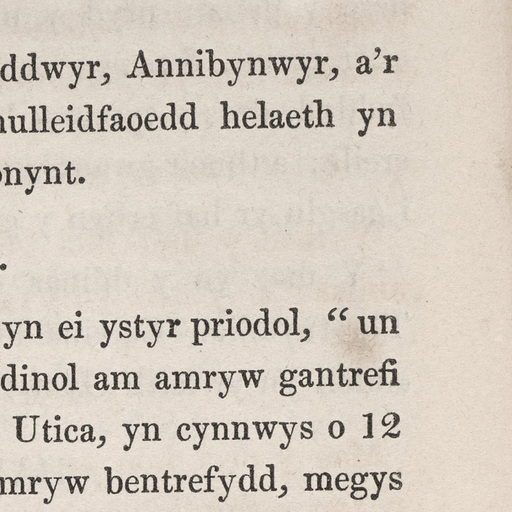 ddwyr, Annibynwyr, a’r
nulleidfaoedd helaeth yn
onynt.
.
yn ei ystyr priodol, “ un
dinol am amryw gantrefi
Utica, yn cynnwys o 12
mryw bentrefydd, megys